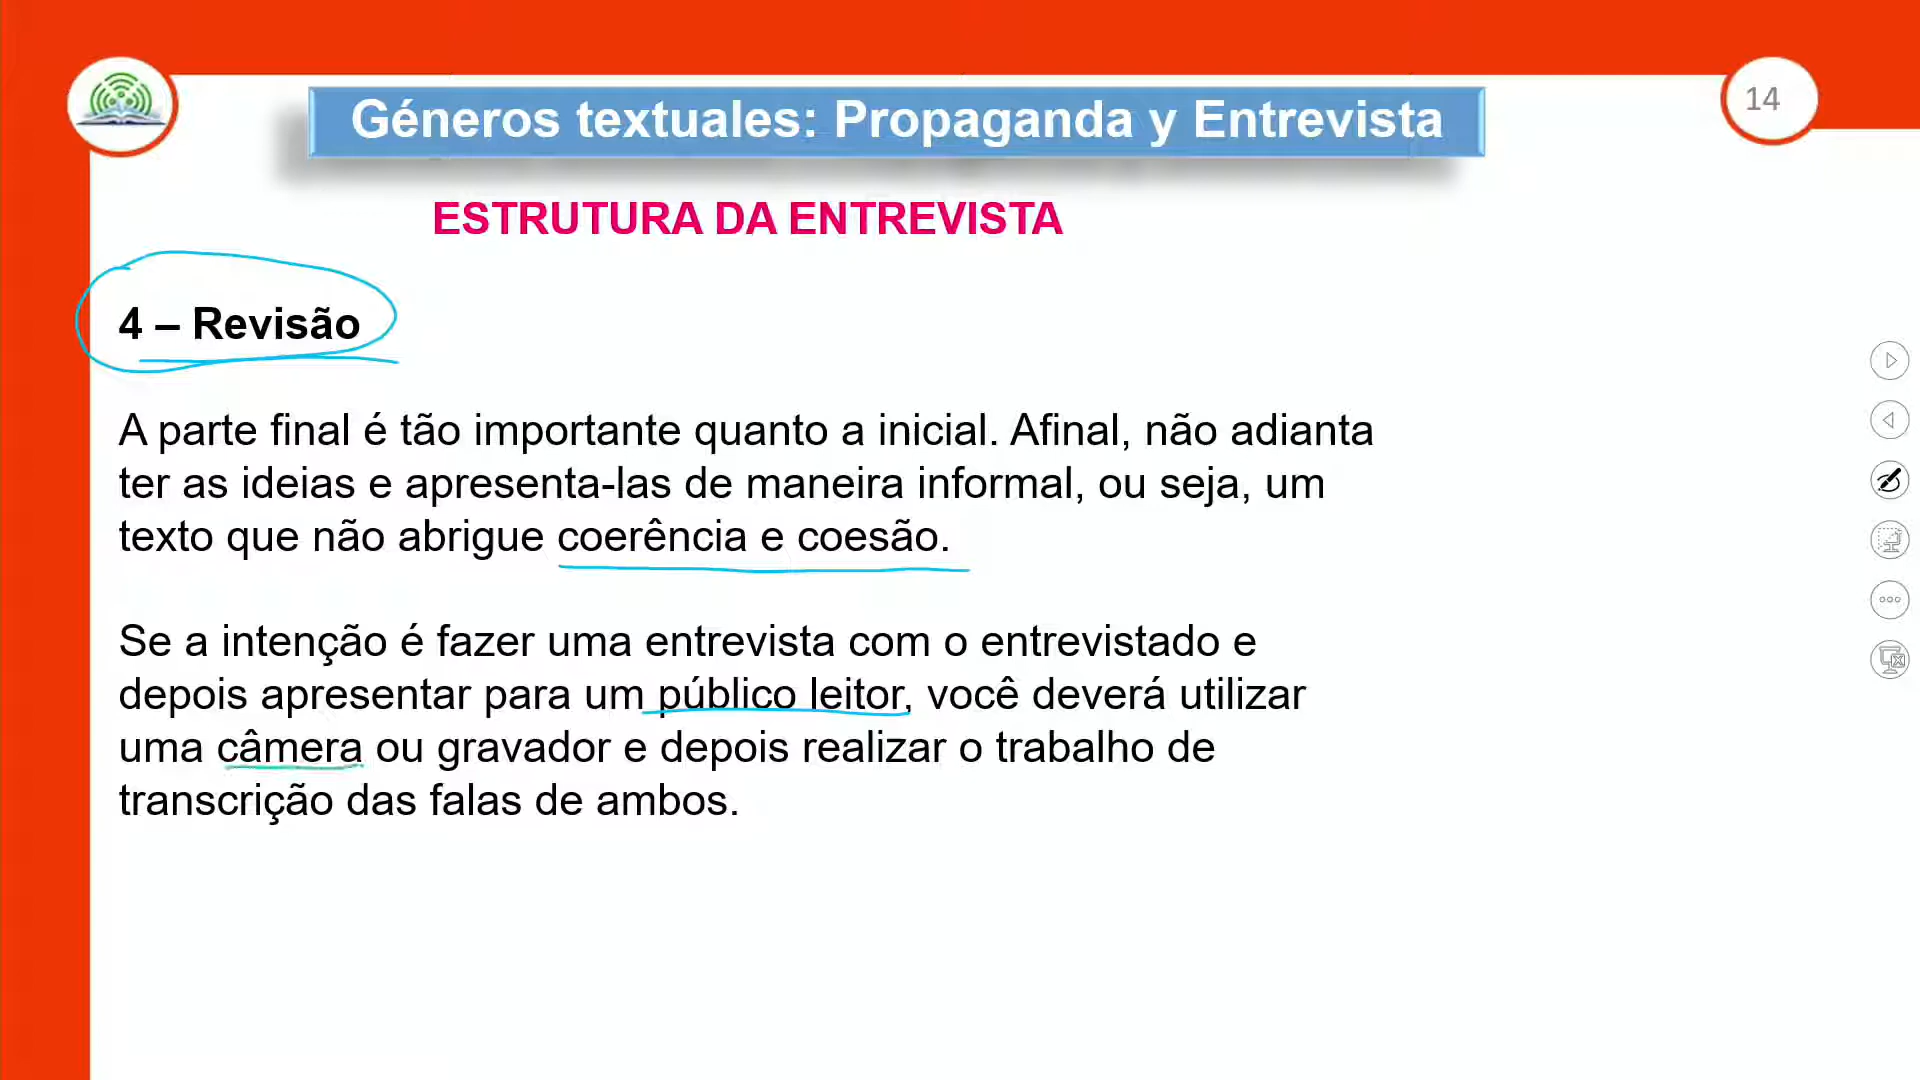 Géneros textuales: Propaganda y Entrevista
14
ESTRUTURA DA ENTREVISTA
4 – Revisão
A parte final é tão importante quanto a inicial. Afinal, não adianta
ter as ideias e apresenta-las de maneira informal, ou seja, um
texto que não abrigue coerência e coesão.
Se a intenção é fazer uma entrevista com o entrevistado e
depois apresentar para um público leitor, você deverá utilizar
uma câmera ou gravador e depois realizar o trabalho de
transcrição das falas de ambos.